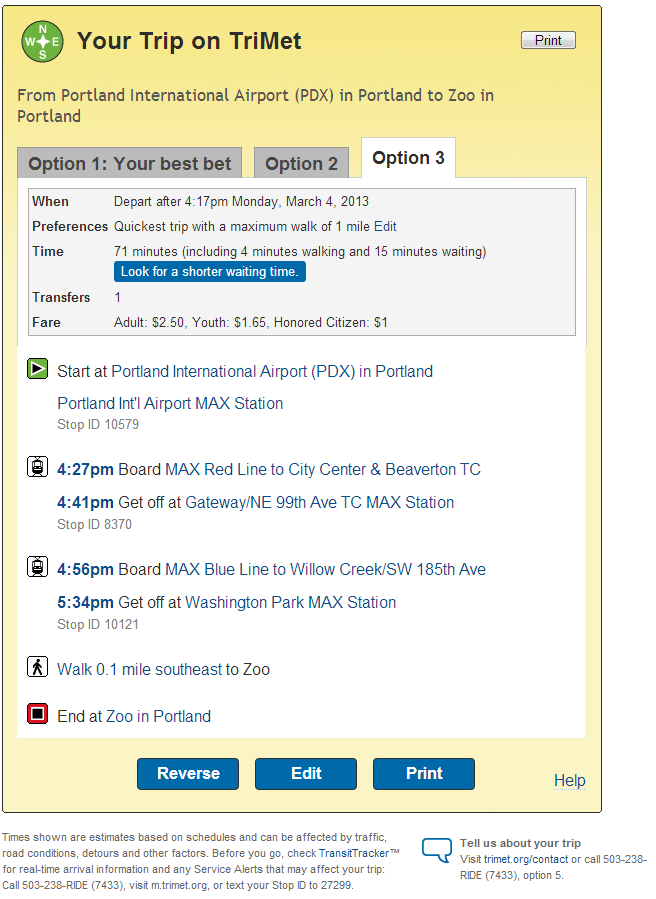 N
W E
S
Your Trip on TriMet
Print
From Portland International Airport (PDX) in Portland to Zoo in
Portland
Option 1: Your best bet
Option 2
Option 3
When Depart after 4:17pm Monday, March 4, 2013
Preferences Quickest trip with a maximum walk of 1 mile Edit
Time 71 minutes (including 4 minutes walking and 15 minutes waiting)
Look for a shorter waiting time.
Transfers 1
Fare Adult: $2.50, Youth: $1.65, Honored Citizen: $1
Start at Portland International Airport (PDX) in Portland
Portland Int'l Airport MAX Station
Stop ID 10579
4:27pm Board MAX Red Line to City Center & Beaverton TC
4:41pm Get off at Gateway/NE 99th Ave TC MAX Station
Stop ID 8370
4:56pm Board MAX Blue Line to Willow Creek/SW 185th Ave
5:34pm Get off at Washington Park MAX Station
Stop ID 10121
Walk 0.1 mile southeast to Zoo
End at Zoo in Portland
Reverse
Edit
Print
Help
Times shown are estimates based on schedules and can be affected by traffic,
road conditions, detours and other factors. Before you go, check TransitTracker™
for real-time arrival information and any Service Alerts that may affect your trip:
Call 503-238-RIDE (7433), visit m.trimet.org, or text your Stop ID to 27299.
Tell us about your trip
Visit trimet.org/contact or call 503-238-
RIDE (7433), option 5.